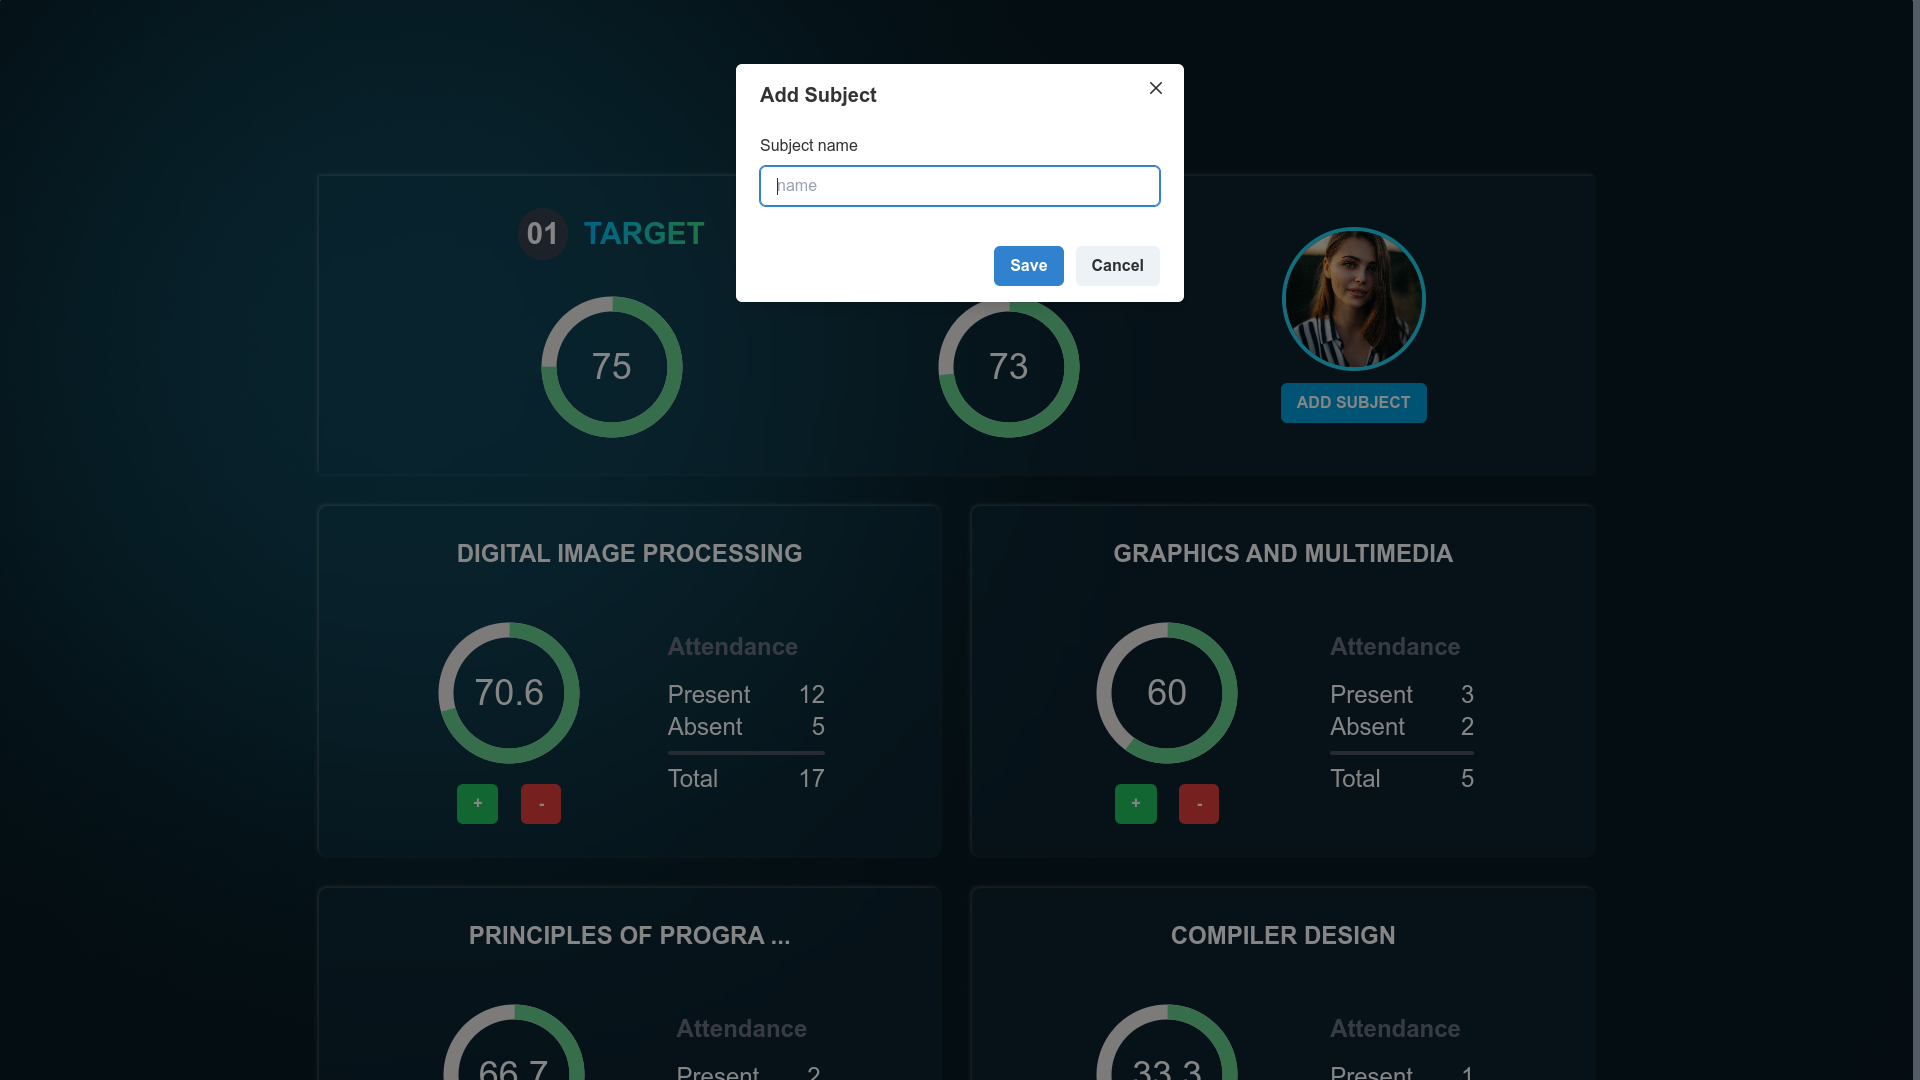 Add Subject
Subject name
name
Save Cancel
01 TARGET
75
73
ADD SUBJECT
DIGITAL IMAGE PROCESSING
70.6
+ -
Attendance
Present 12
Absent 5
Total 17
GRAPHICS AND MULTIMEDIA
60
+ -
Attendance
Present 3
Absent 2
Total 5
PRINCIPLES OF PROGRA ...
66.7
Attendance
Present 2
COMPILER DESIGN
33.3
Attendance
Present 1